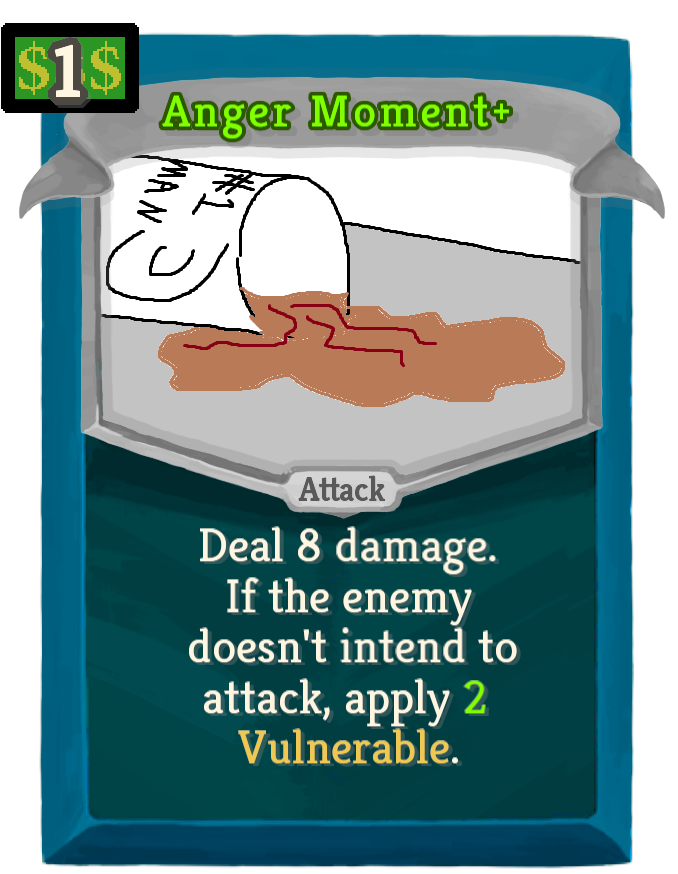 $1$
Anger Moment+
#1
MAN
Attack
Deal 8 damage.
If the enemy
doesn't intend to
attack, apply 2
Vulnerable.